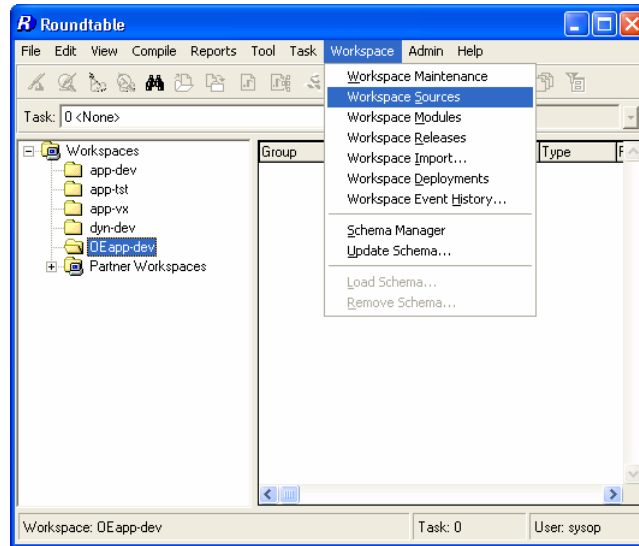 Roundtable
File Edit View Compile Reports Tool Task Workspace Admin Help
Workspace Maintenance
Workspace Sources
Workspace Modules
Workspace Releases
Workspace Import...
Workspace Deployments
Workspace Event History...
Schema Manager
Update Schema...
Load Schema...
Remove Schema...
Task: 0 <None>
Workspaces
app-dev
app-tst
app-vx
dyn-dev
OEapp-dev
Partner Workspaces
Group Type
Workspace: OEapp-dev Task: 0 User: sysop